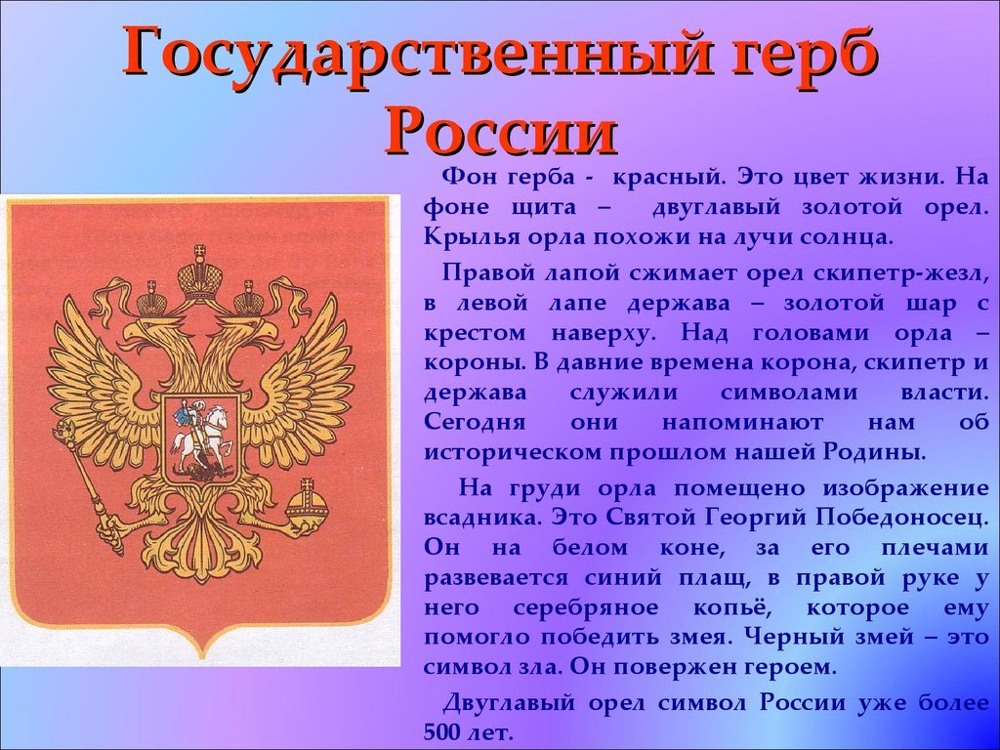 Государственный герб
России
Фон герба - красный. Это цвет жизни. На
фоне щита – двуглавый золотой орел.
Крылья орла похожи на лучи солнца.
Правой лапой сжимает орел скипетр-жезл,
в левой лапе держава – золотой шар с
крестом наверху. Над головами орла –
короны. В давние времена корона, скипетр и
держава служили символами власти.
Сегодня они напоминают нам об
историческом прошлом нашей Родины.
На груди орла помещено изображение
всадника. Это Святой Георгий Победоносец.
Он на белом коне, за его плечами
развевается синий плащ, в правой руке у
него серебряное копьё, которое ему
помогло победить змея. Черный змей – это
символ зла. Он повержен героем.
Двуглавый орел символ России уже более
500 лет.